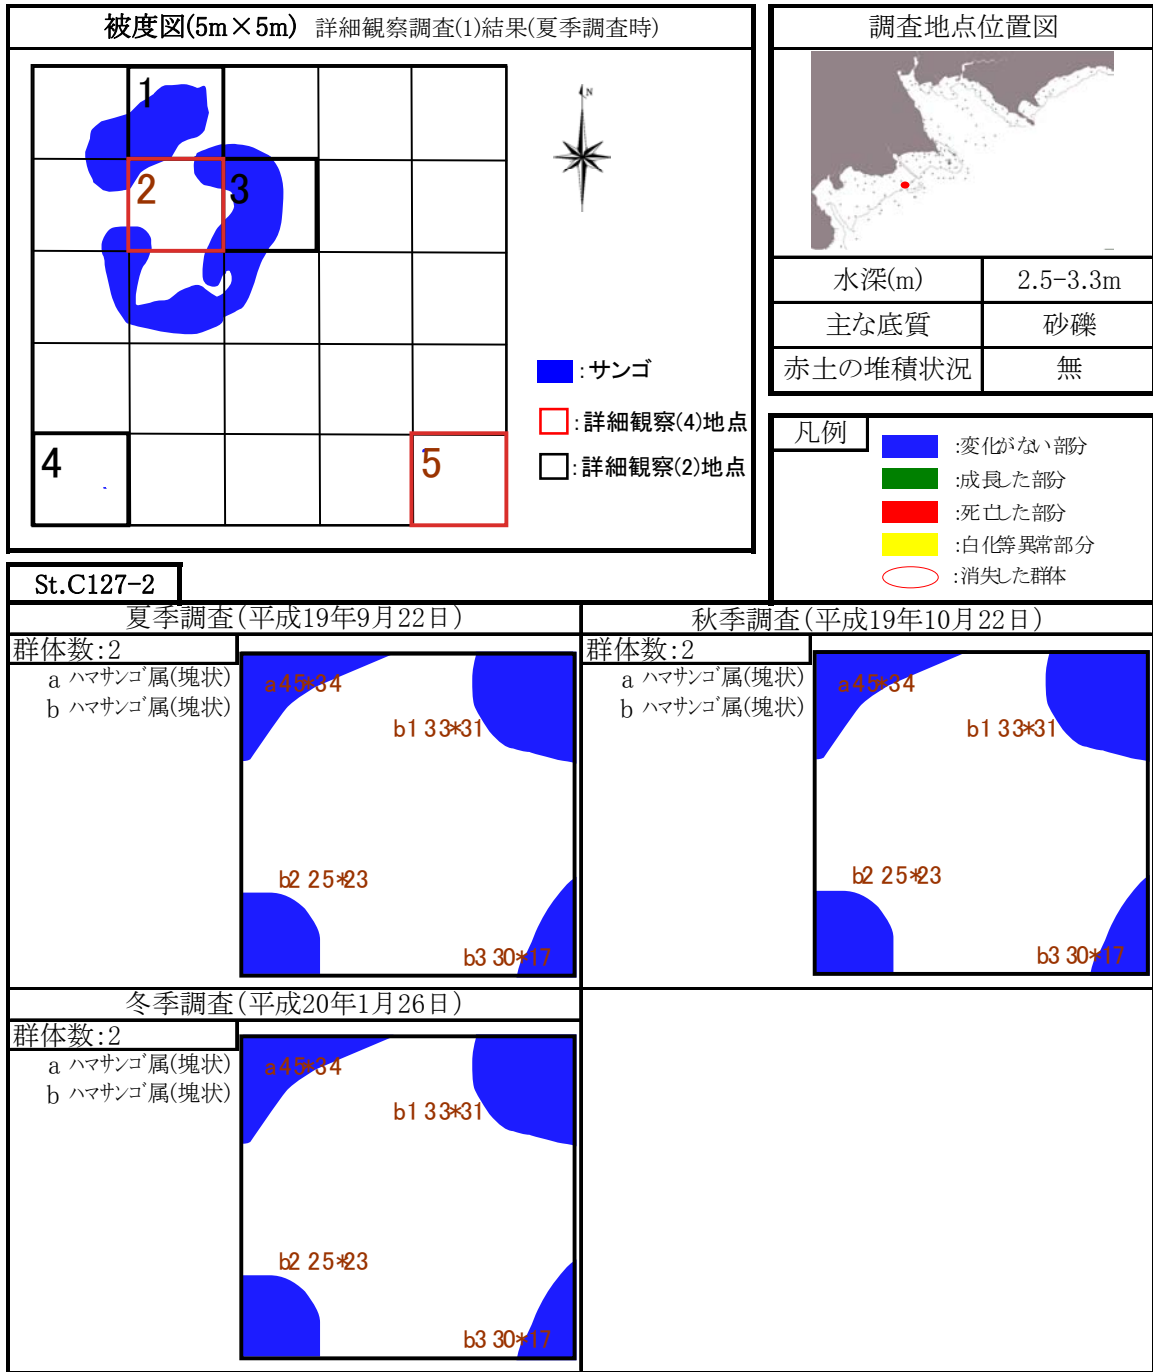 被度図(5m×5m) 詳細観察調査(1)結果(夏季調査時)
1
2
3
4
5
N
:サンゴ
:詳細観察(4)地点
:詳細観察(2)地点
調査地点位置図
水深(m) 2.5-3.3m
主な底質 砂礫
赤土の堆積状況 無
凡例
:変化がない部分
:成長した部分
:死亡した部分
:白化等異常部分
:消失した群体
St.C127-2
夏季調査(平成19年9月22日)
群体数:2
a ハマサンゴ属(塊状)
b ハマサンゴ属(塊状)
a45*34
b1 33*31
b2 25*23
b3 30*17
秋季調査(平成19年10月22日)
群体数:2
a ハマサンゴ属(塊状)
b ハマサンゴ属(塊状)
a45*34
b1 33*31
b2 25*23
b3 30*17
冬季調査(平成20年1月26日)
群体数:2
a ハマサンゴ属(塊状)
b ハマサンゴ属(塊状)
a45*34
b1 33*31
b2 25*23
b3 30*17